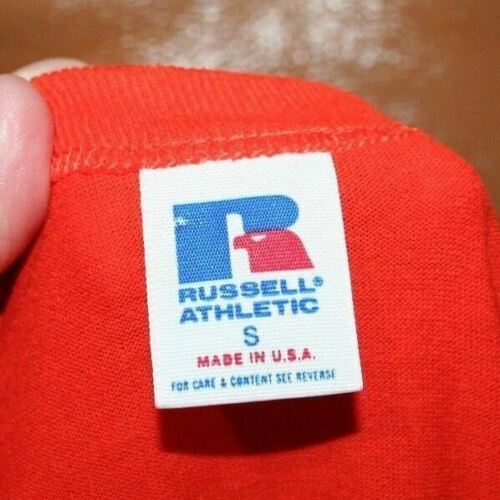 R
RUSSELL®
ATHLETIC
S
MADE IN U.S.A.
FOR CARE & CONTENT SEE REVERSE